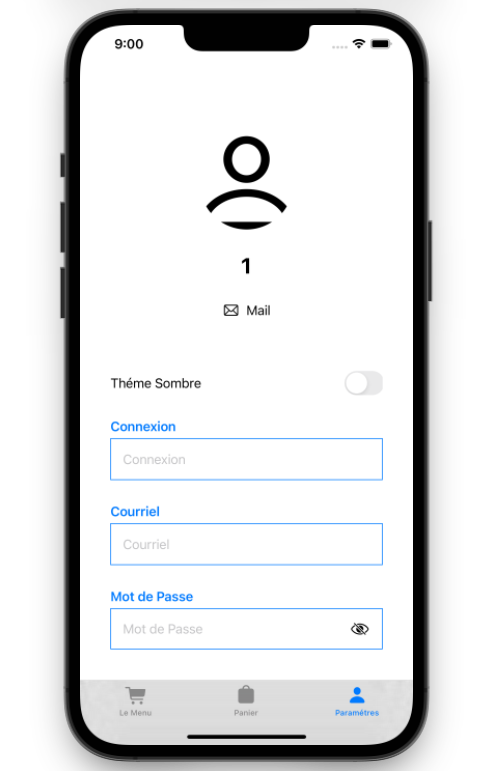 9:00
1
Mail
Théme Sombre
Connexion
Connexion
Courriel
Courriel
Mot de Passe
Mot de Passe
Le Menu
Panier
Paramétres